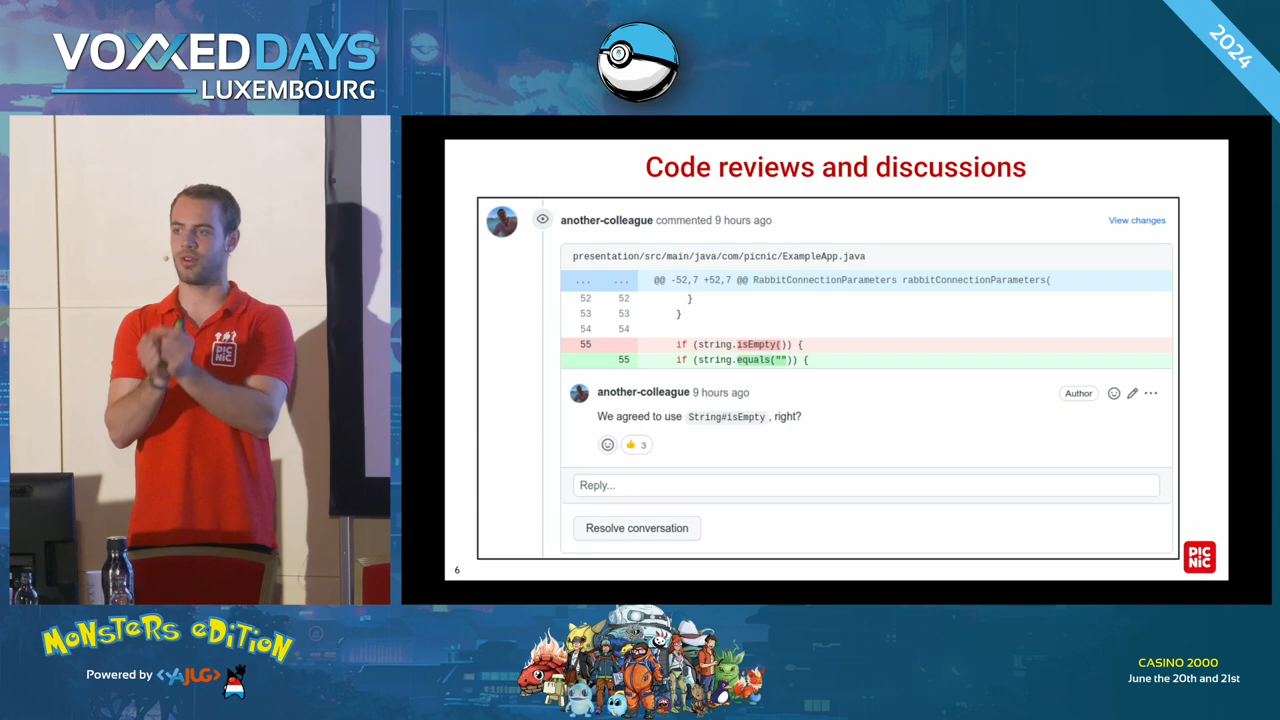 VOXXED DAYS
LUXEMBOURG
2024
PIC
NiC
Code reviews and discussions
another-colleague commented 9 hours ago
View changes
presentation/src/main/java/com/picnic/ExampleApp.java
... ... @@ -52,7 +52,7 @@ RabbitConnectionParameters rabbitConnectionParameters(
52 52 }
53 53 }
54 54
55 if (string.isEmpty()) {
55 if (string.equals("")) {
another-colleague 9 hours ago
Author
We agreed to use String#isEmpty, right?
👍 3
Reply...
Resolve conversation
6
PIC
NiC
MONSTERS eDiTiON
Powered by <YAJUG>
CASINO 2000
June the 20th and 21st